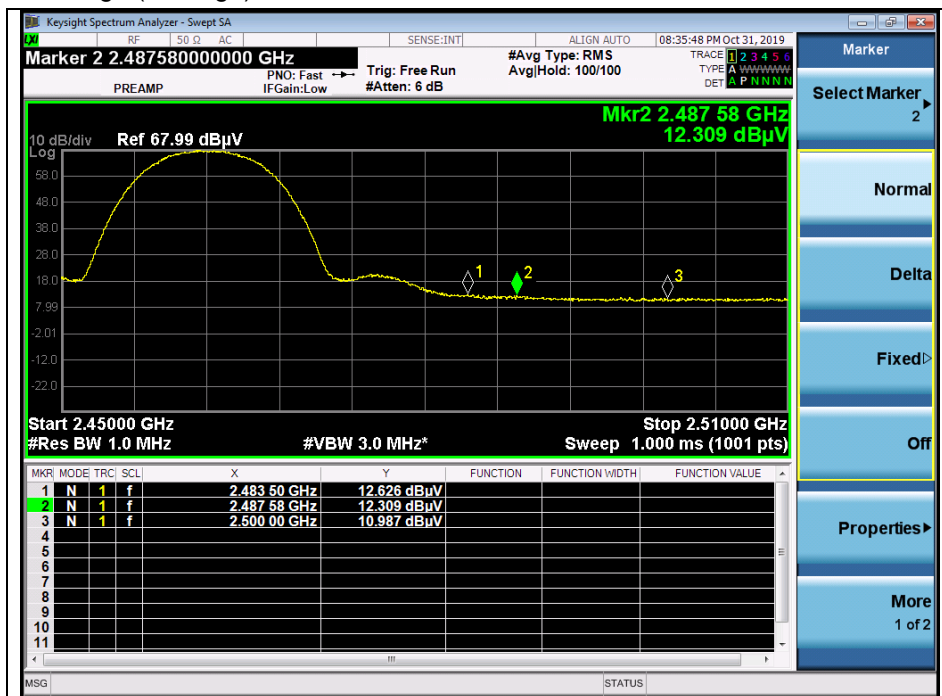 Keysight Spectrum Analyzer - Swept SA
LXI RF 50 Ω AC SENSE:INT ALIGN AUTO 08:35:48 PM Oct 31, 2019
Marker 2 2.487580000000 GHz
PREAMP
PNO: Fast
IFGain:Low
Trig: Free Run
#Atten: 6 dB
#Avg Type: RMS
Avg|Hold: 100/100
TRACE 1 2 3 4 5 6
TYPE A WWWWW
DET A P N N N N
Mkr2 2.487 58 GHz
12.309 dBµV
10 dB/div Ref 67.99 dBµV
Log
58.0
48.0
38.0
28.0
18.0
7.99
-2.01
-12.0
-22.0
1
2
3
Start 2.45000 GHz Stop 2.51000 GHz
#Res BW 1.0 MHz #VBW 3.0 MHz* Sweep 1.000 ms (1001 pts)
MKR MODE TRC SCL X Y FUNCTION FUNCTION WIDTH FUNCTION VALUE
1 N 1 f 2.483 50 GHz 12.626 dBµV
2 N 1 f 2.487 58 GHz 12.309 dBµV
3 N 1 f 2.500 00 GHz 10.987 dBµV
4
5
6
7
8
9
10
11
MSG STATUS
Marker
Select Marker
2
Normal
Delta
Fixed
Off
Properties
More
1 of 2